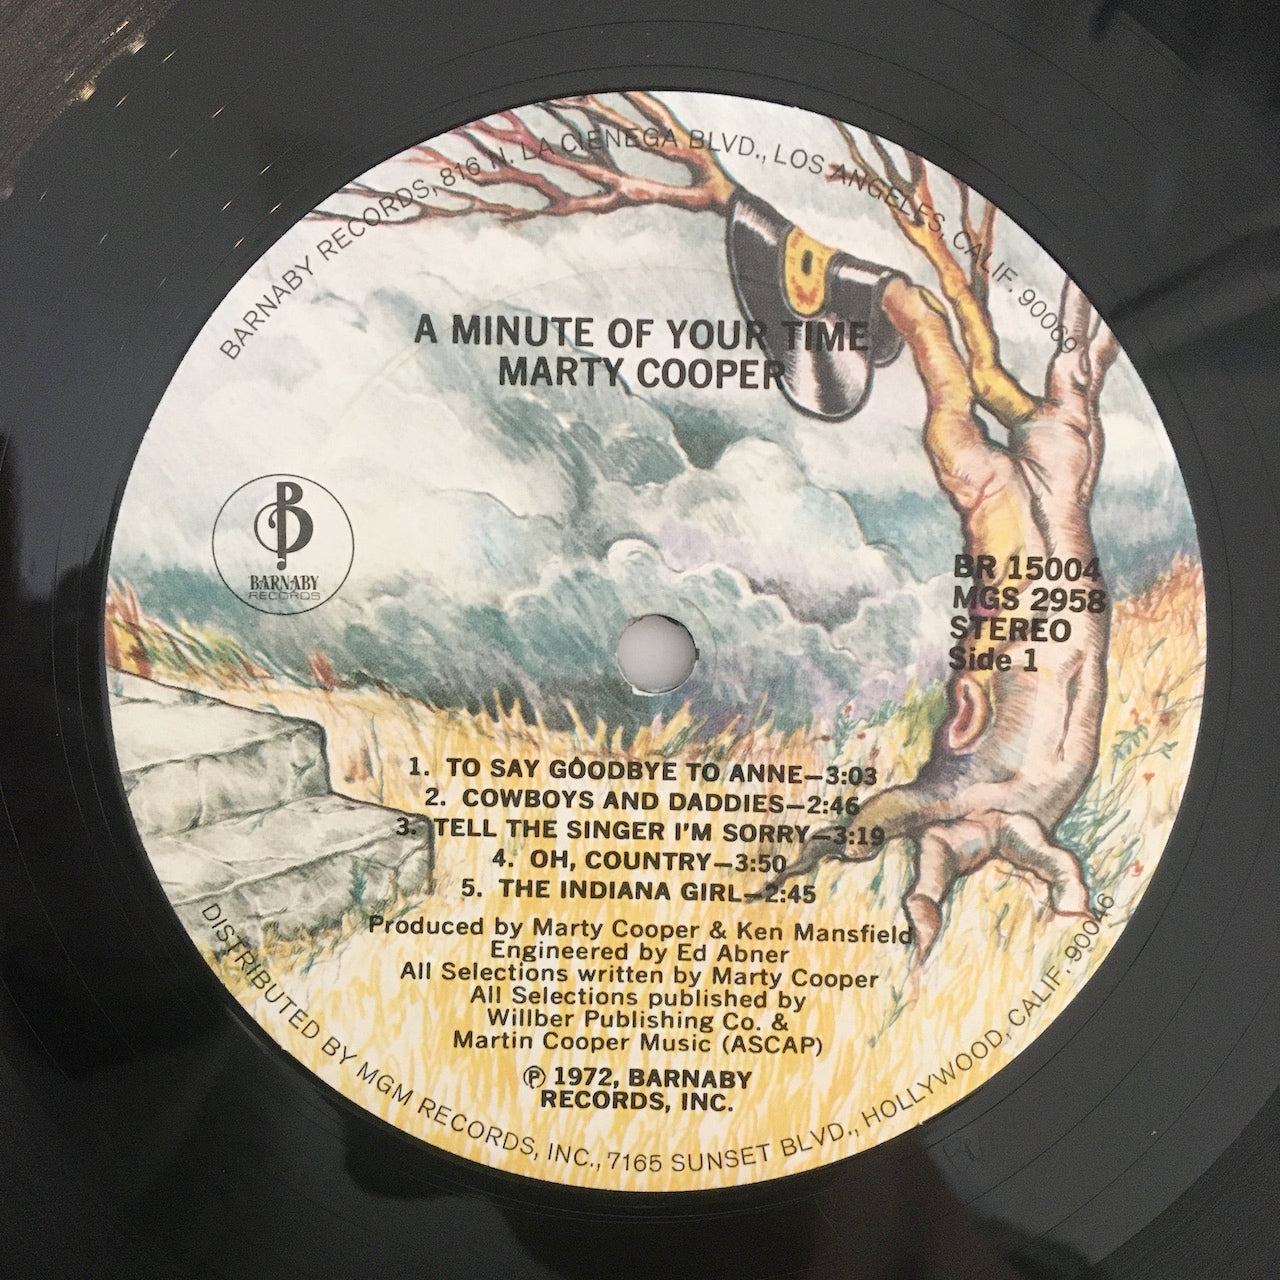 BARNABY RECORDS, 816 N. LA CIENEGA BLVD., LOS ANGELES, CALIF. 90069
A MINUTE OF YOUR TIME
MARTY COOPER
B
BARNABY
RECORDS
BR 15004
MGS 2958
STEREO
Side 1
1. TO SAY GOODBYE TO ANNE—3:03
2. COWBOYS AND DADDIES—2:46
3. TELL THE SINGER I'M SORRY—3:19
4. OH, COUNTRY—3:50
5. THE INDIANA GIRL—2:45
Produced by Marty Cooper & Ken Mansfield
Engineered by Ed Abner
All Selections written by Marty Cooper
All Selections published by
Willber Publishing Co. &
Martin Cooper Music (ASCAP)
℗ 1972, BARNABY
RECORDS, INC.
DISTRIBUTED BY MGM RECORDS, INC., 7165 SUNSET BLVD., HOLLYWOOD, CALIF. 90046